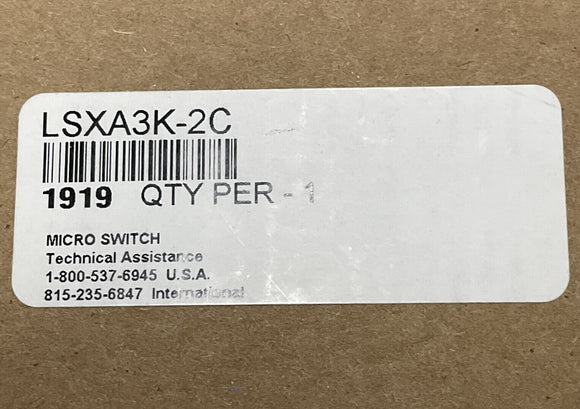 LSXA3K-2C
1919 QTY PER - 1
MICRO SWITCH
Technical Assistance
1-800-537-6945 U.S.A.
815-235-6847 International